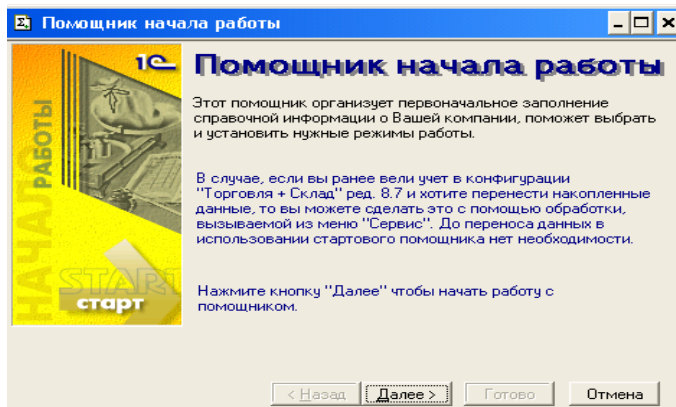 Помощник начала работы
1С
Помощник начала работы
Этот помощник организует первоначальное заполнение
справочной информации о Вашей компании, поможет выбрать
и установить нужные режимы работы.
В случае, если вы ранее вели учет в конфигурации
"Торговля + Склад" ред. 8.7 и хотите перенести накопленные
данные, то вы можете сделать это с помощью обработки,
вызываемой из меню "Сервис". До переноса данных в
использовании стартового помощника нет необходимости.
Нажмите кнопку "Далее" чтобы начать работу с
помощником.
НАЧАЛО
РАБОТЫ
START
старт
< Назад
Далее >
Готово
Отмена